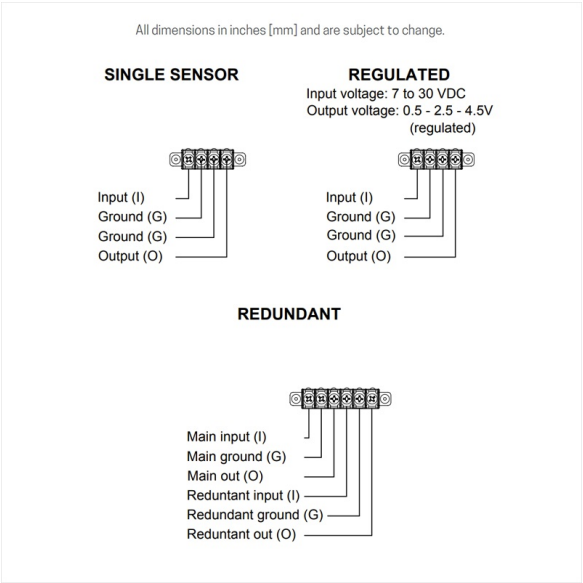 All dimensions in inches [mm] and are subject to change.
SINGLE SENSOR
Input (I)
Ground (G)
Ground (G)
Output (O)
REGULATED
Input voltage: 7 to 30 VDC
Output voltage: 0.5 - 2.5 - 4.5V
(regulated)
Input (I)
Ground (G)
Ground (G)
Output (O)
REDUNDANT
Main input (I)
Main ground (G)
Main out (O)
Reduntant input (I)
Redundant ground (G)
Reduntant out (O)